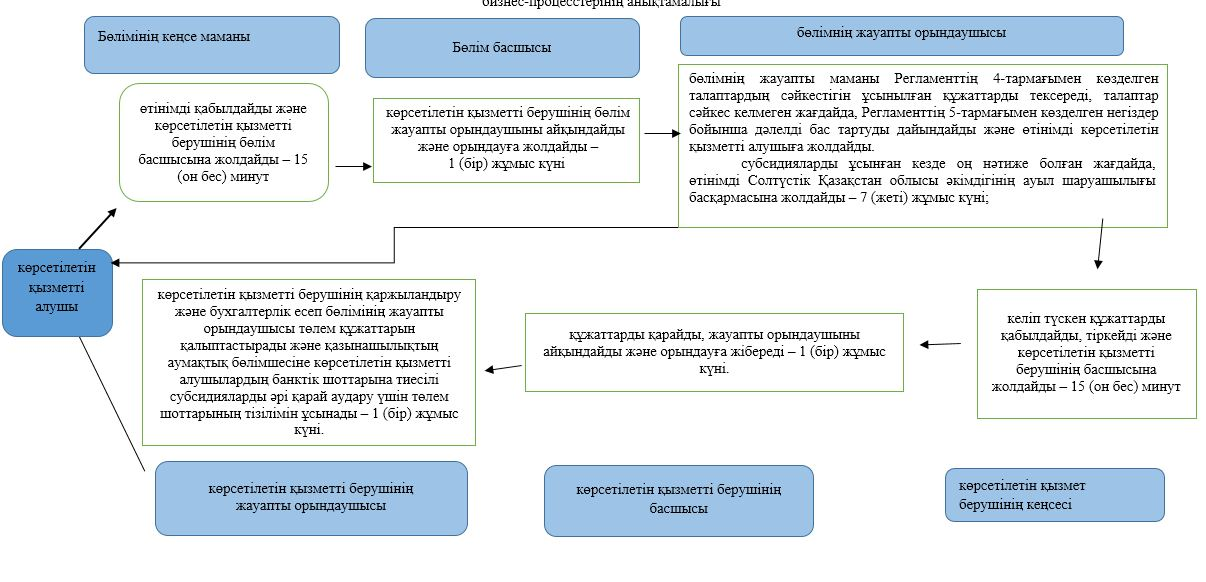 бизнес-процесстерінің анықтамалығы
Бөлімінің кеңсе маманы
Бөлім басшысы
бөлімнің жауапты орындаушысы
өтінімді қабылдайды және
көрсетілетін қызметті
берушінің бөлім
басшысына жолдайды – 15
(он бес) минут
көрсетілетін қызметті берушінің бөлім
жауапты орындаушыны айқындайды
және орындауға жолдайды –
1 (бір) жұмыс күні
бөлімнің жауапты маманы Регламенттің 4-тармағымен көзделген
талаптардың сәйкестігін ұсынылған құжаттарды тексереді, талаптар
сәйкес келмеген жағдайда, Регламенттің 5-тармағымен көзделген негіздер
бойынша дәлелді бас тартуды дайындайды және өтінімді көрсетілетін
қызметті алушыға жолдайды.
субсидияларды ұсынған кезде оң нәтиже болған жағдайда,
өтінімді Солтүстік Қазақстан облысы әкімдігінің ауыл шаруашылығы
басқармасына жолдайды – 7 (жеті) жұмыс күні;
көрсетілетін
қызметті
алушы
көрсетілетін қызметті берушінің қаржыландыру
және бухгалтерлік есеп бөлімінің жауапты
орындаушысы төлем құжаттарын
қалыптастырады және қазынашылықтың
аумақтық бөлімшесіне көрсетілетін қызметті
алушылардың банктік шоттарына тиесілі
субсидияларды әрі қарай аудару үшін төлем
шоттарының тізілімін ұсынады – 1 (бір) жұмыс
күні.
құжаттарды қарайды, жауапты орындаушыны
айқындайды және орындауға жібереді – 1 (бір) жұмыс
күні.
келіп түскен құжаттарды
қабылдайды, тіркейді және
көрсетілетін қызметті
берушінің басшысына
жолдайды – 15 (он бес) минут
көрсетілетін қызметті берушінің
жауапты орындаушысы
көрсетілетін қызметті берушінің
басшысы
көрсетілетін қызмет
берушінің кеңсесі